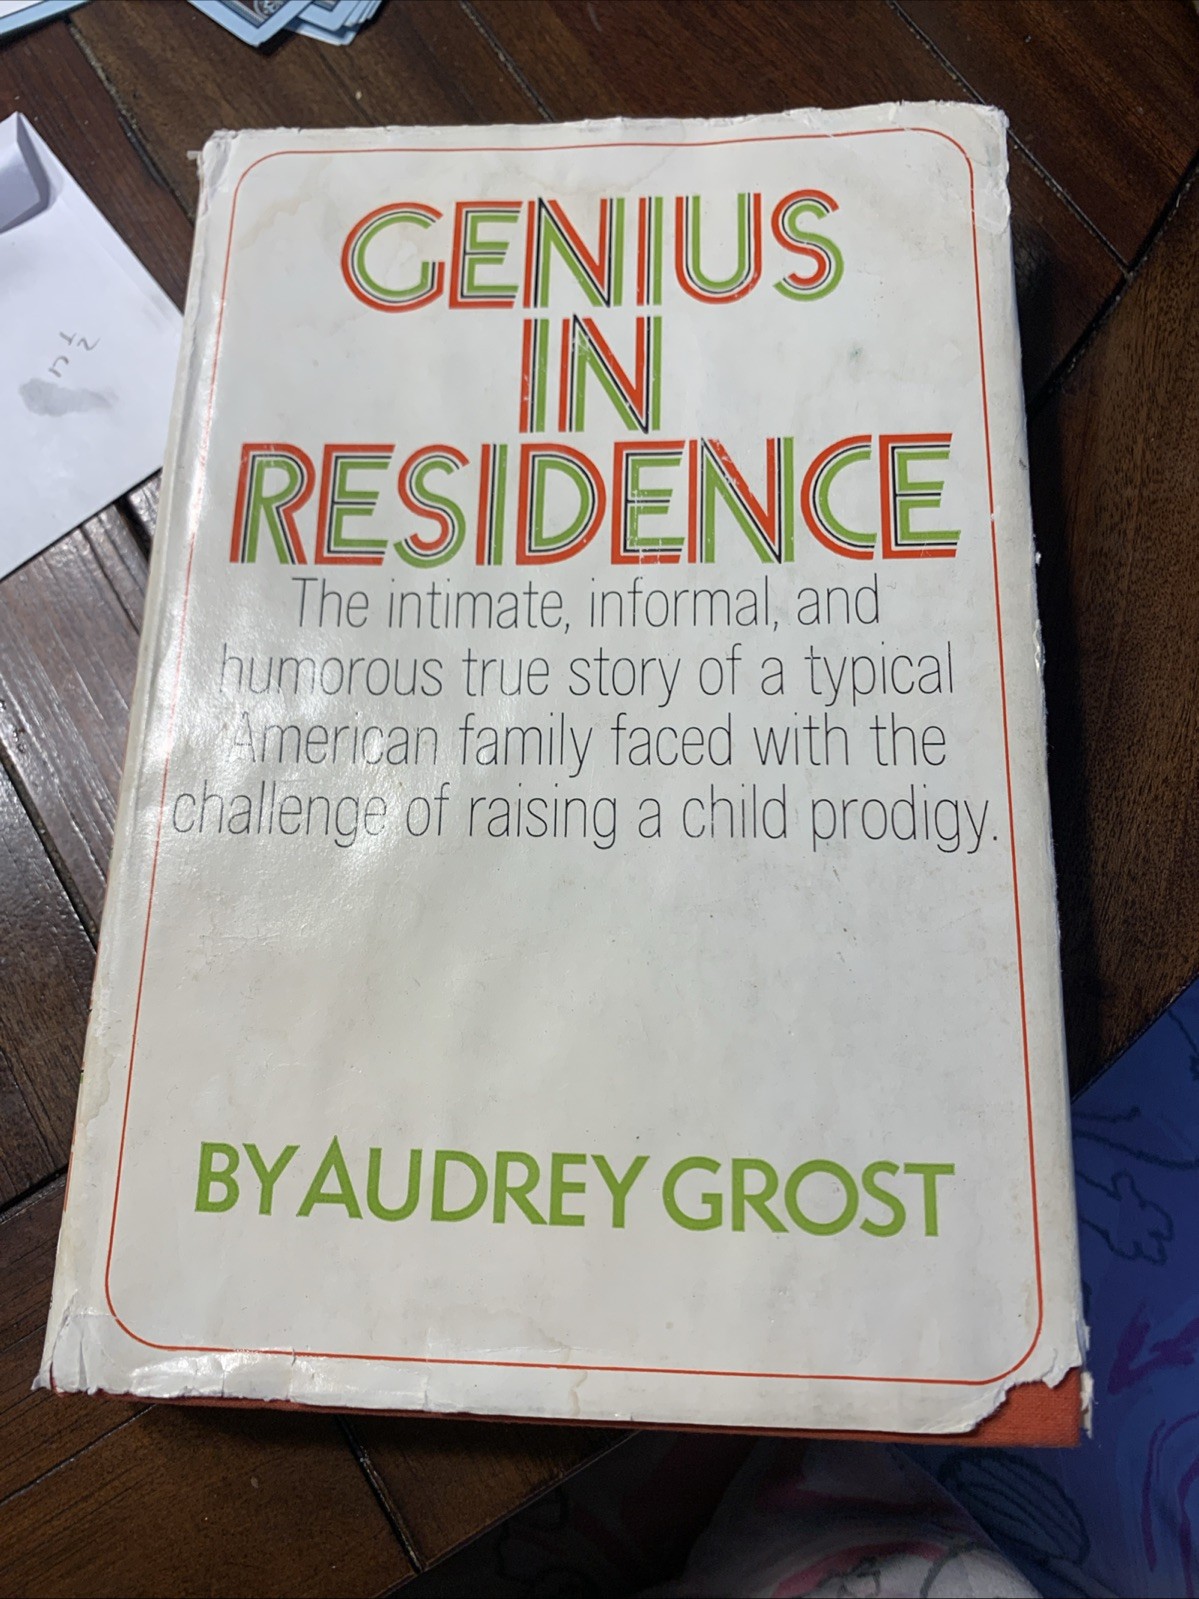 GENIUS
IN
RESIDENCE
The intimate, informal, and
humorous true story of a typical
American family faced with the
challenge of raising a child prodigy.
BY AUDREY GROST